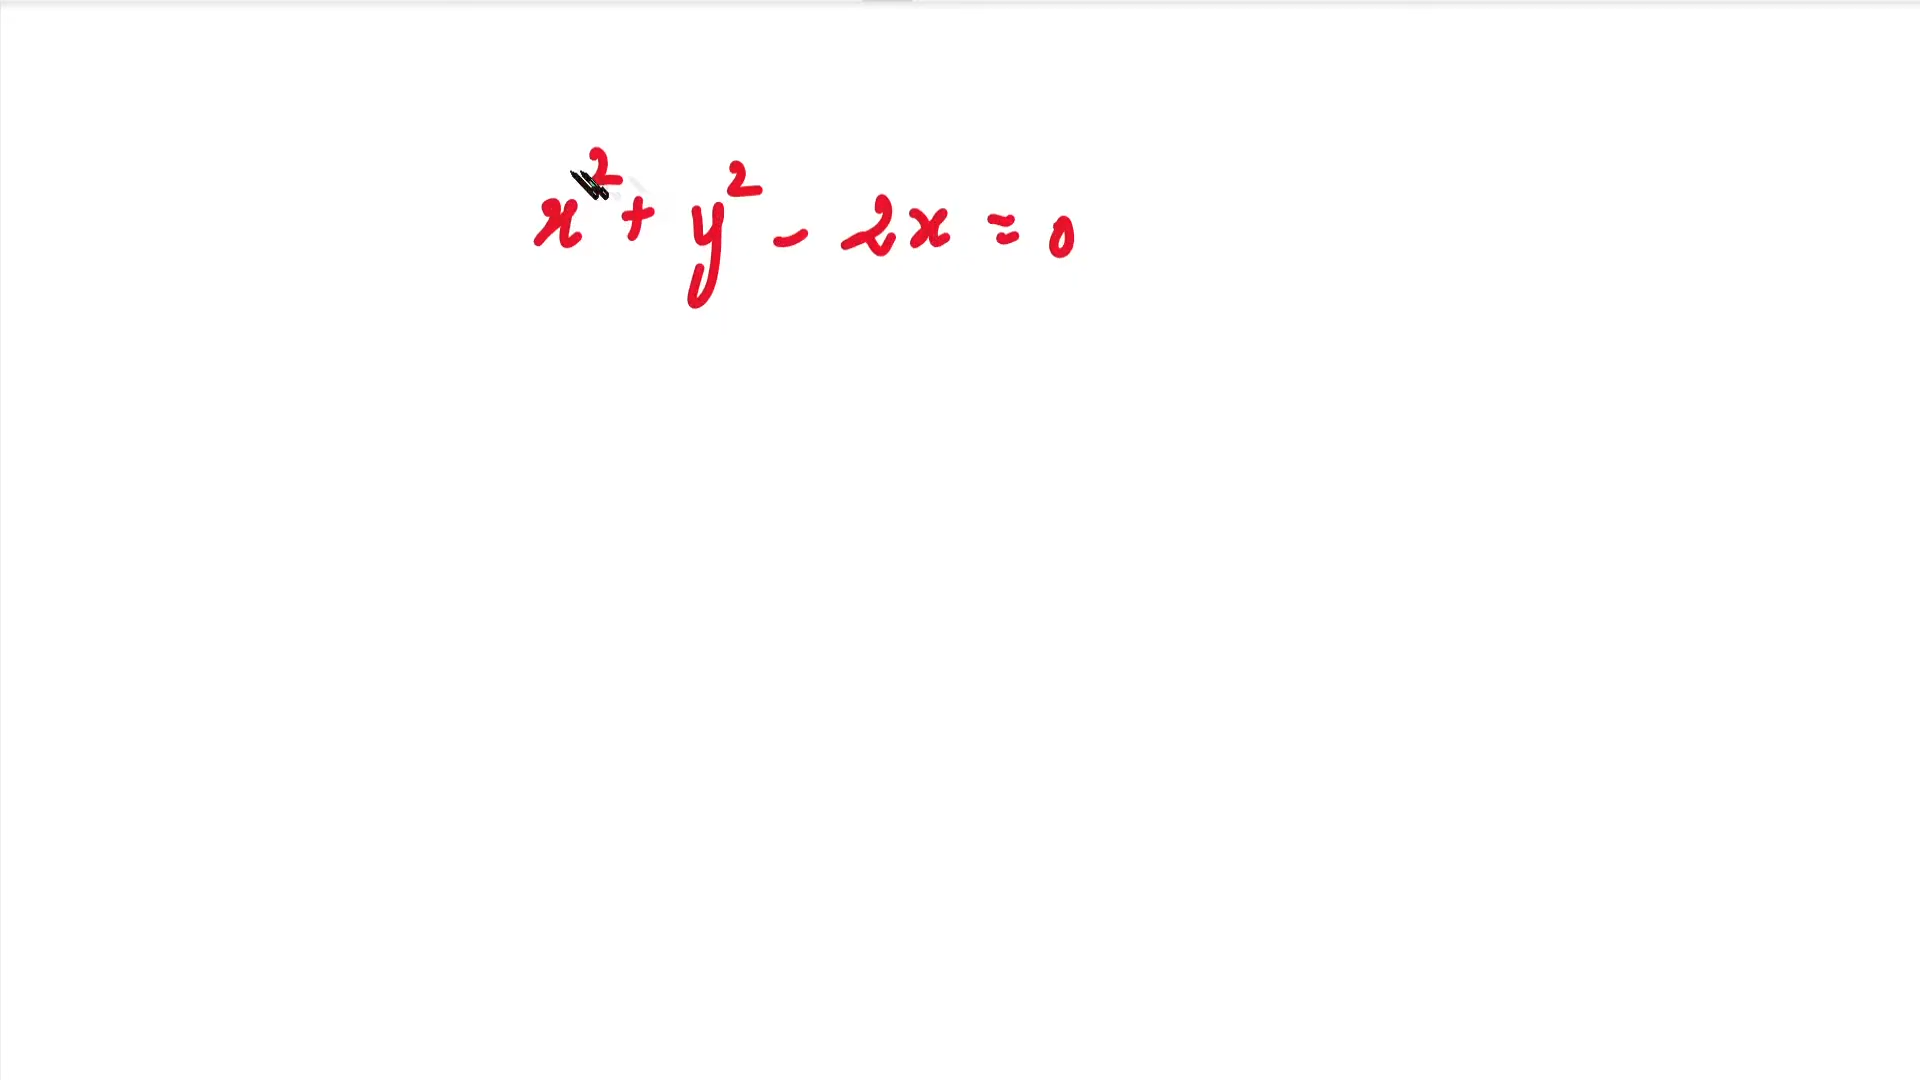 x² + y² - 2x = 0